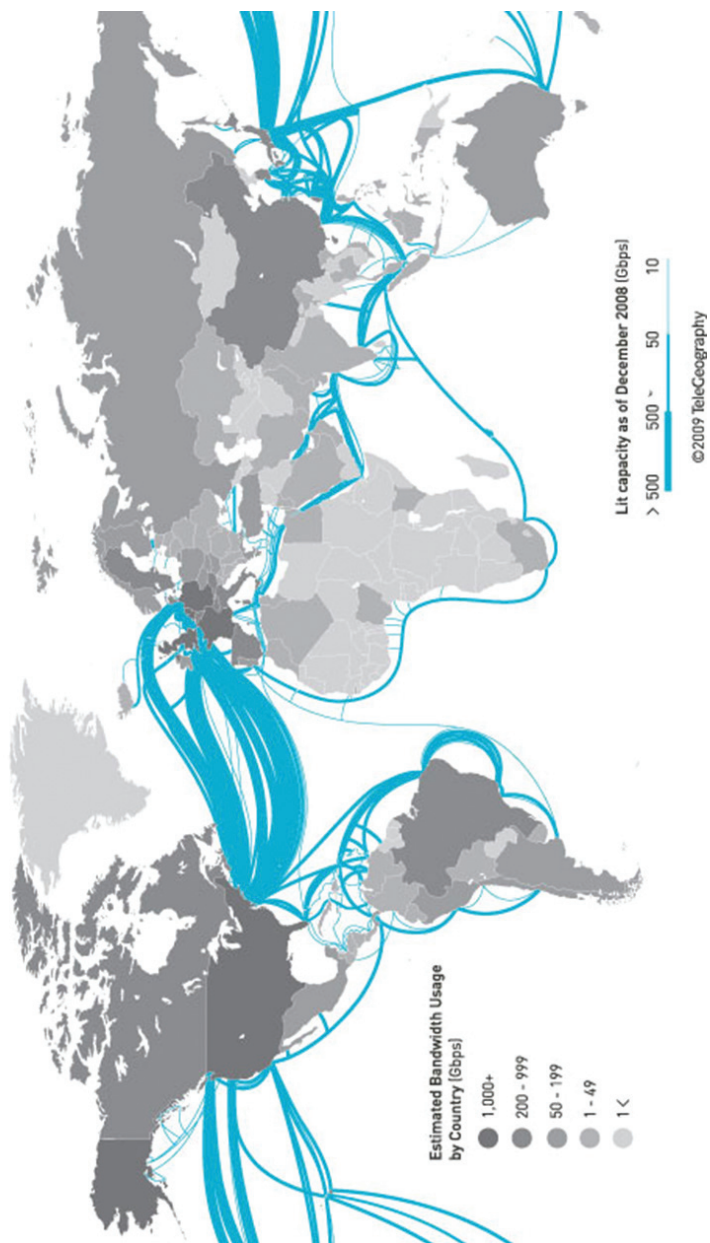 Estimated Bandwidth Usage
by Country (Gbps)
1,000+
200 - 999
50 - 199
1 - 49
1 <
Lit capacity as of December 2008 (Gbps)
> 500 500 - 50 10
©2009 TeleGeography